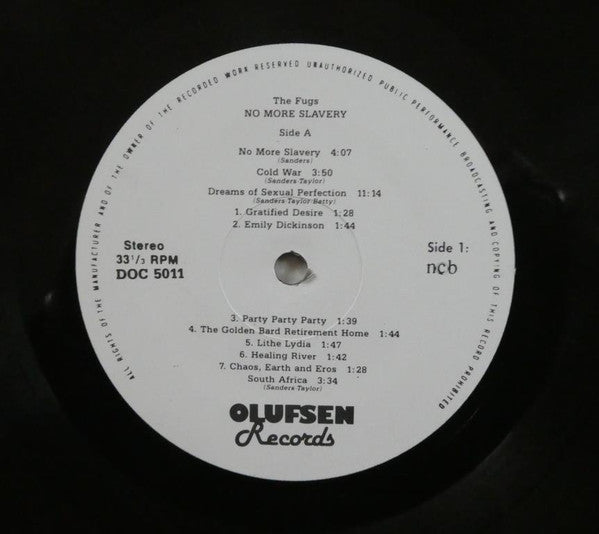 ALL RIGHTS OF THE MANUFACTURER AND OF THE OWNER OF THE RECORDED WORK RESERVED UNAUTHORIZED PUBLIC PERFORMANCE BROADCASTING AND COPYING OF THIS RECORD PROHIBITED
The Fugs
NO MORE SLAVERY
Side A
No More Slavery 4:07
(Sanders)
Cold War 3:50
(Sanders Taylor)
Dreams of Sexual Perfection 11:14
(Sanders Taylor Batty)
1. Gratified Desire 1:28
2. Emily Dickinson 1:44
Stereo
33 1/3 RPM
DOC 5011
Side 1:
ncb
3. Party Party Party 1:39
4. The Golden Bard Retirement Home 1:44
5. Lithe Lydia 1:47
6. Healing River 1:42
7. Chaos, Earth and Eros 1:28
South Africa 3:34
(Sanders Taylor)
OLUFSEN
Records